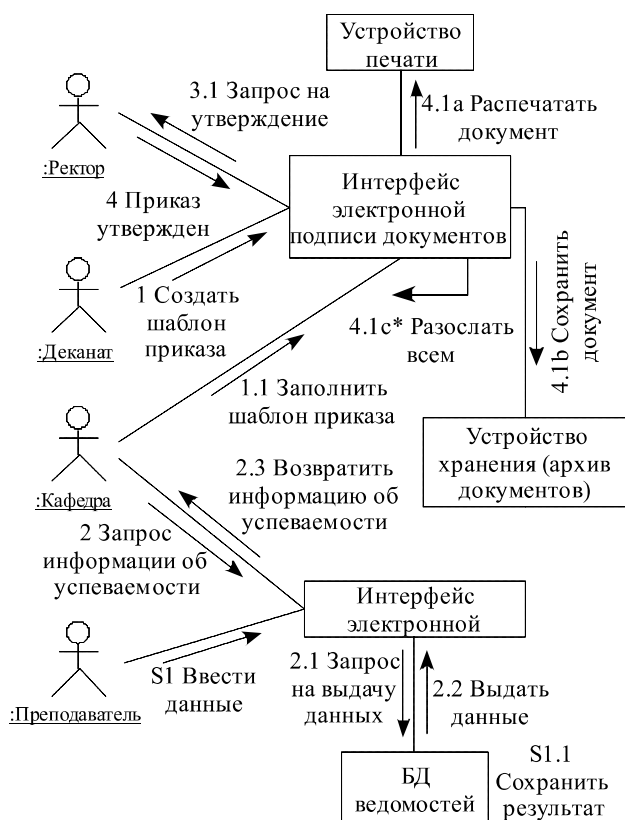 Устройство
печати
3.1 Запрос на
утверждение
4.1a Распечатать
документ
:Ректор
4 Приказ
утвержден
Интерфейс
электронной
подписи документов
:Деканат
1 Создать
шаблон
приказа
4.1c* Разослать
всем
4.1b Сохранить
документ
1.1 Заполнить
шаблон приказа
:Кафедра
2.3 Возвратить
информацию об
успеваемости
Устройство
хранения (архив
документов)
2 Запрос
информации об
успеваемости
Интерфейс
электронной
:Преподаватель
S1 Ввести
данные
2.1 Запрос
на выдачу
данных
2.2 Выдать
данные
БД
ведомостей
S1.1
Сохранить
результат